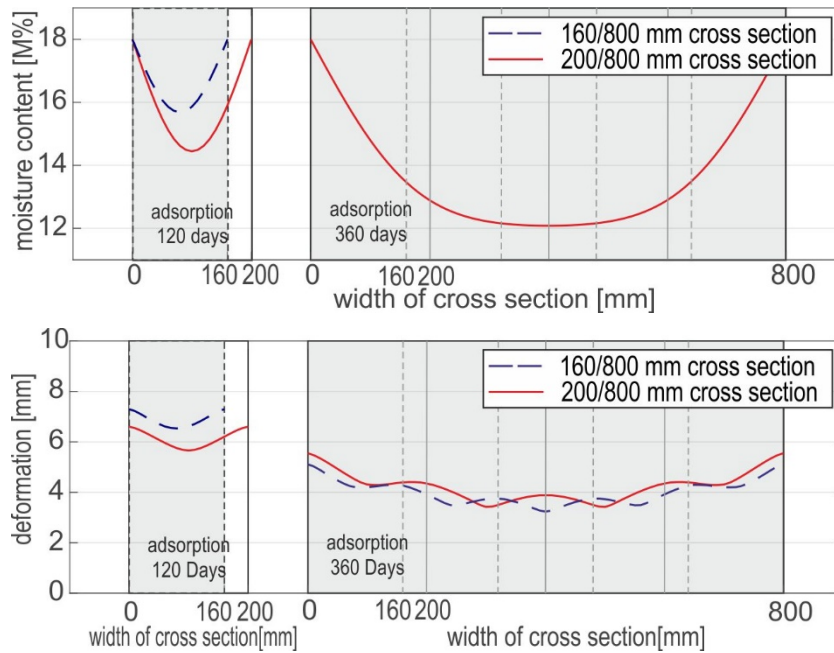 18
16
14
12
moisture content [M%]
160/800 mm cross section
200/800 mm cross section
adsorption
120 days
adsorption
360 days
0
160
200
0
160
200
800
width of cross section [mm]
10
8
6
4
2
0
deformation [mm]
160/800 mm cross section
200/800 mm cross section
adsorption
120 Days
adsorption
360 Days
0
160
200
0
160
200
800
width of cross section[mm]
width of cross section[mm]